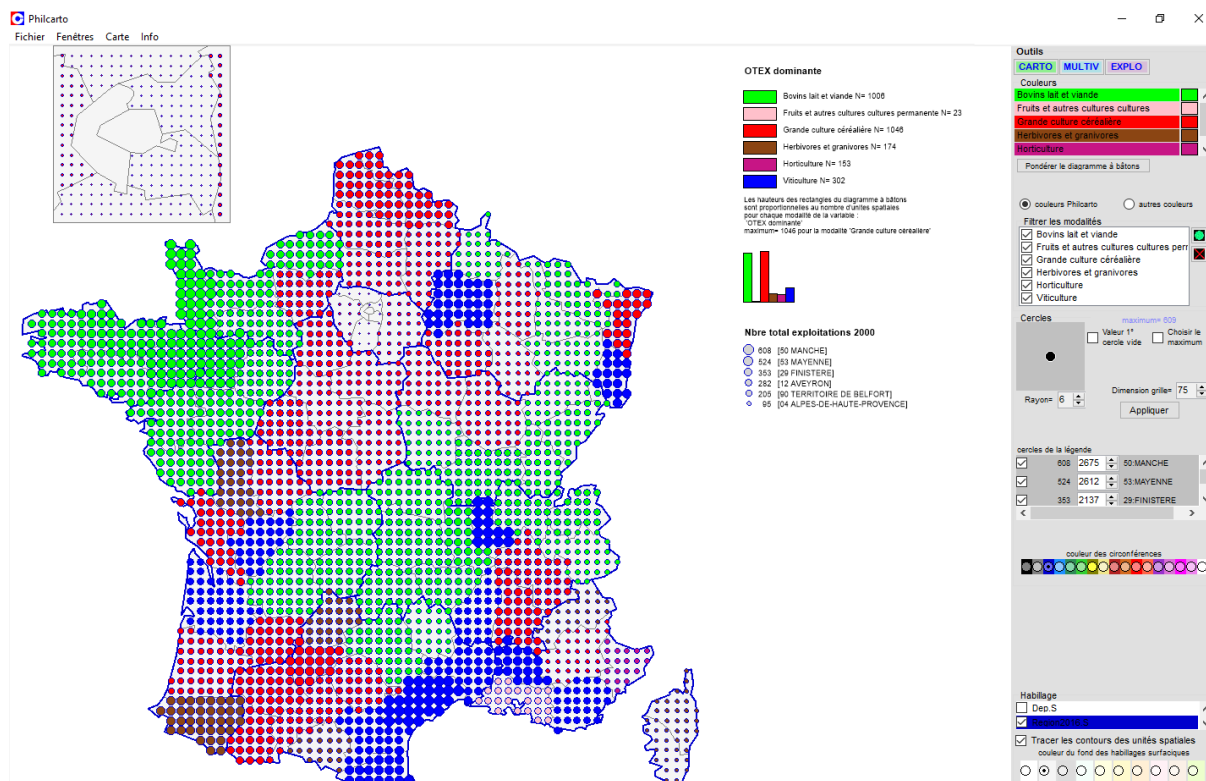 Philcarto
Fichier Fenêtres Carte Info
OTEX dominante
Bovins lait et viande N= 1006
Fruits et autres cultures cultures permanente N= 23
Grande culture céréalière N= 1046
Herbivores et granivores N= 174
Horticulture N= 153
Viticulture N= 302
Les hauteurs des rectangles du diagramme à bâtons
sont proportionnelles au nombre d'unites spatiales
pour chaque modalité de la variable :
'OTEX dominante'
maximum= 1046 pour la modalité 'Grande culture céréalière'
Nbre total exploitations 2000
608 [50 MANCHE]
524 [53 MAYENNE]
353 [29 FINISTERE]
282 [12 AVEYRON]
205 [90 TERRITOIRE DE BELFORT]
95 [04 ALPES-DE-HAUTE-PROVENCE]
Outils
CARTO MULTIV EXPLO
Couleurs
Bovins lait et viande
Fruits et autres cultures cultures
Grande culture céréalière
Herbivores et granivores
Horticulture
Pondérer le diagramme à bâtons
couleurs Philcarto autres couleurs
Filtrer les modalités
Bovins lait et viande
Fruits et autres cultures cultures perr
Grande culture céréalière
Herbivores et granivores
Horticulture
Viticulture
Cercles maximum= 609
Valeur 1° cercle vide
Choisir le maximum
Rayon= 6
Dimension grille= 75
Appliquer
cercles de la légende
608 2675 50:MANCHE
524 2612 53:MAYENNE
353 2137 29:FINISTERE
couleur des circonférences
Habillage
Dep.S
Tracer les contours des unités spatiales
couleur du fond des habillages surfaciques